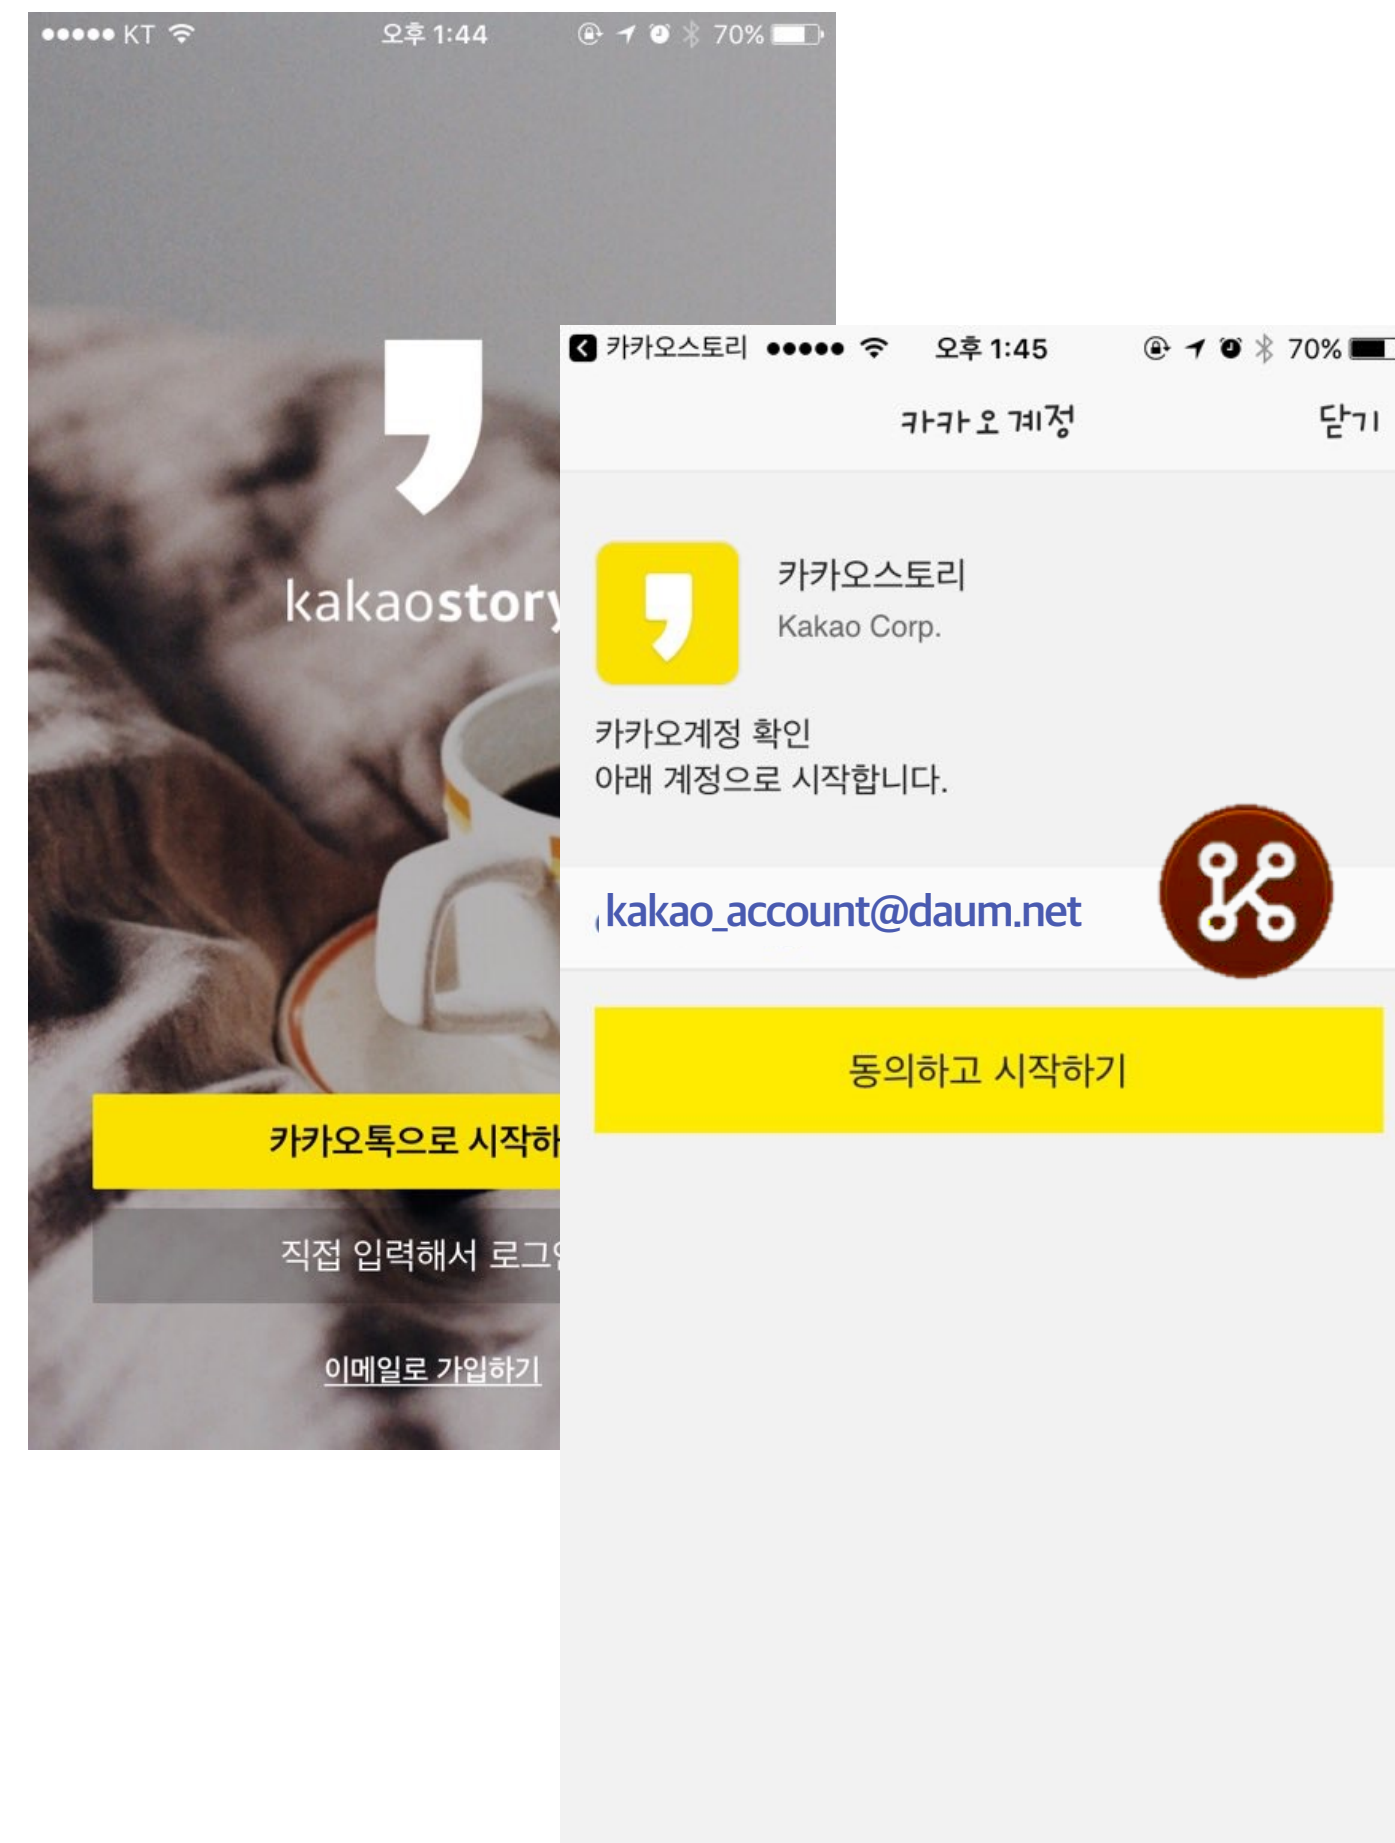 KT 오후 1:44 70%
kakaostory
카카오톡으로 시작하
직접 입력해서
이메일로 가입하기
카카오스토리 오후 1:45 70%
카카오계정 닫기
카카오스토리
Kakao Corp.
카카오계정 확인
아래 계정으로 시작합니다.
kakao_account@daum.net
동의하고 시작하기